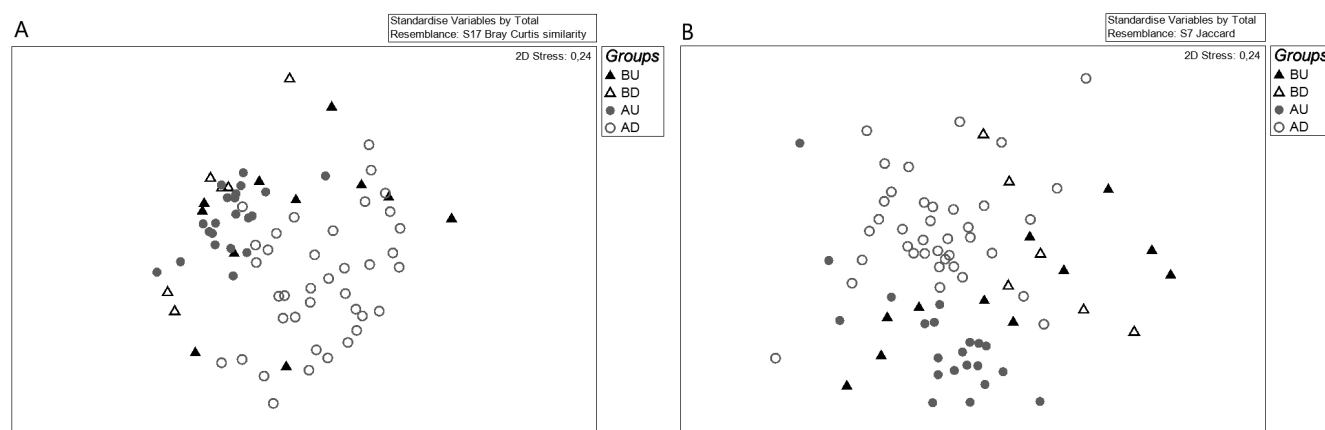 A
Standardise Variables by Total
Resemblance: S17 Bray Curtis similarity
2D Stress: 0,24
Groups
BU
BD
AU
AD
B
Standardise Variables by Total
Resemblance: S7 Jaccard
2D Stress: 0,24
Groups
BU
BD
AU
AD